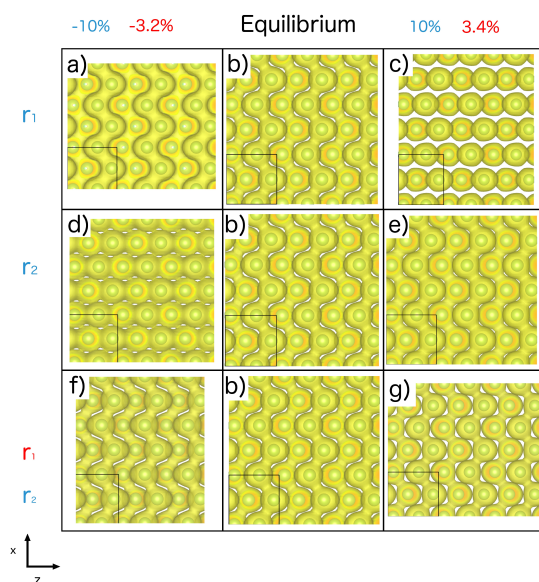 -10% -3.2% Equilibrium 10% 3.4%
a) b) c)
r₁
d) b) e)
r₂
f) b) g)
r₁
r₂
x
z